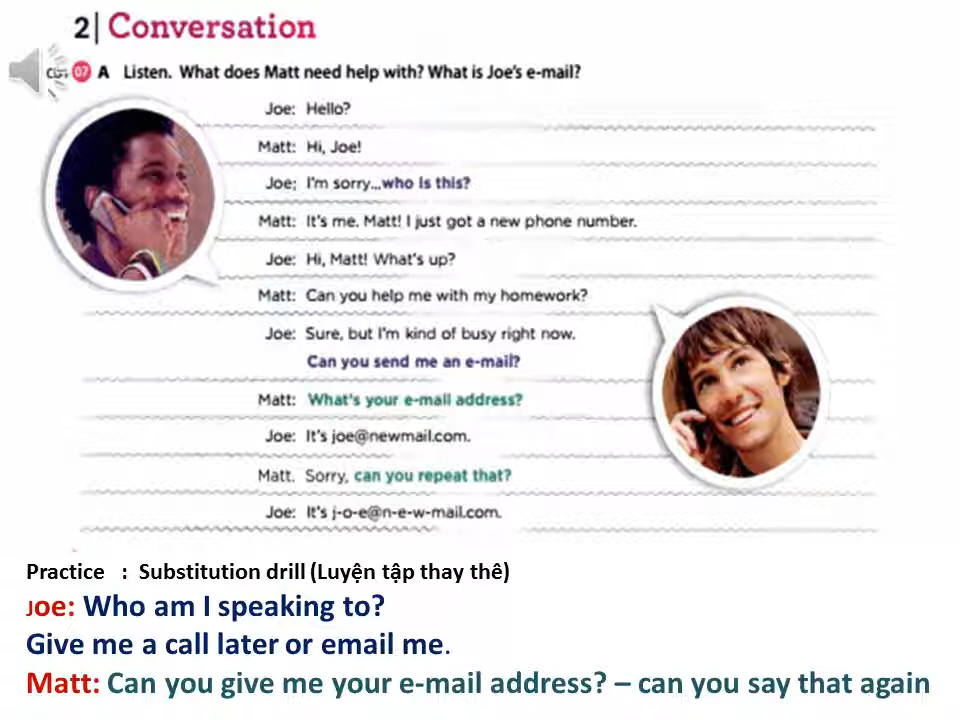 2| Conversation
CD1 07 A Listen. What does Matt need help with? What is Joe's e-mail?
Joe: Hello?
Matt: Hi, Joe!
Joe: I'm sorry...who is this?
Matt: It's me. Matt! I just got a new phone number.
Joe: Hi, Matt! What's up?
Matt: Can you help me with my homework?
Joe: Sure, but I'm kind of busy right now.
Can you send me an e-mail?
Matt: What's your e-mail address?
Joe: It's joe@newmail.com.
Matt. Sorry, can you repeat that?
Joe: It's j-o-e@n-e-w-mail.com.
Practice : Substitution drill (Luyện tập thay thê)
Joe: Who am I speaking to?
Give me a call later or email me.
Matt: Can you give me your e-mail address? – can you say that again